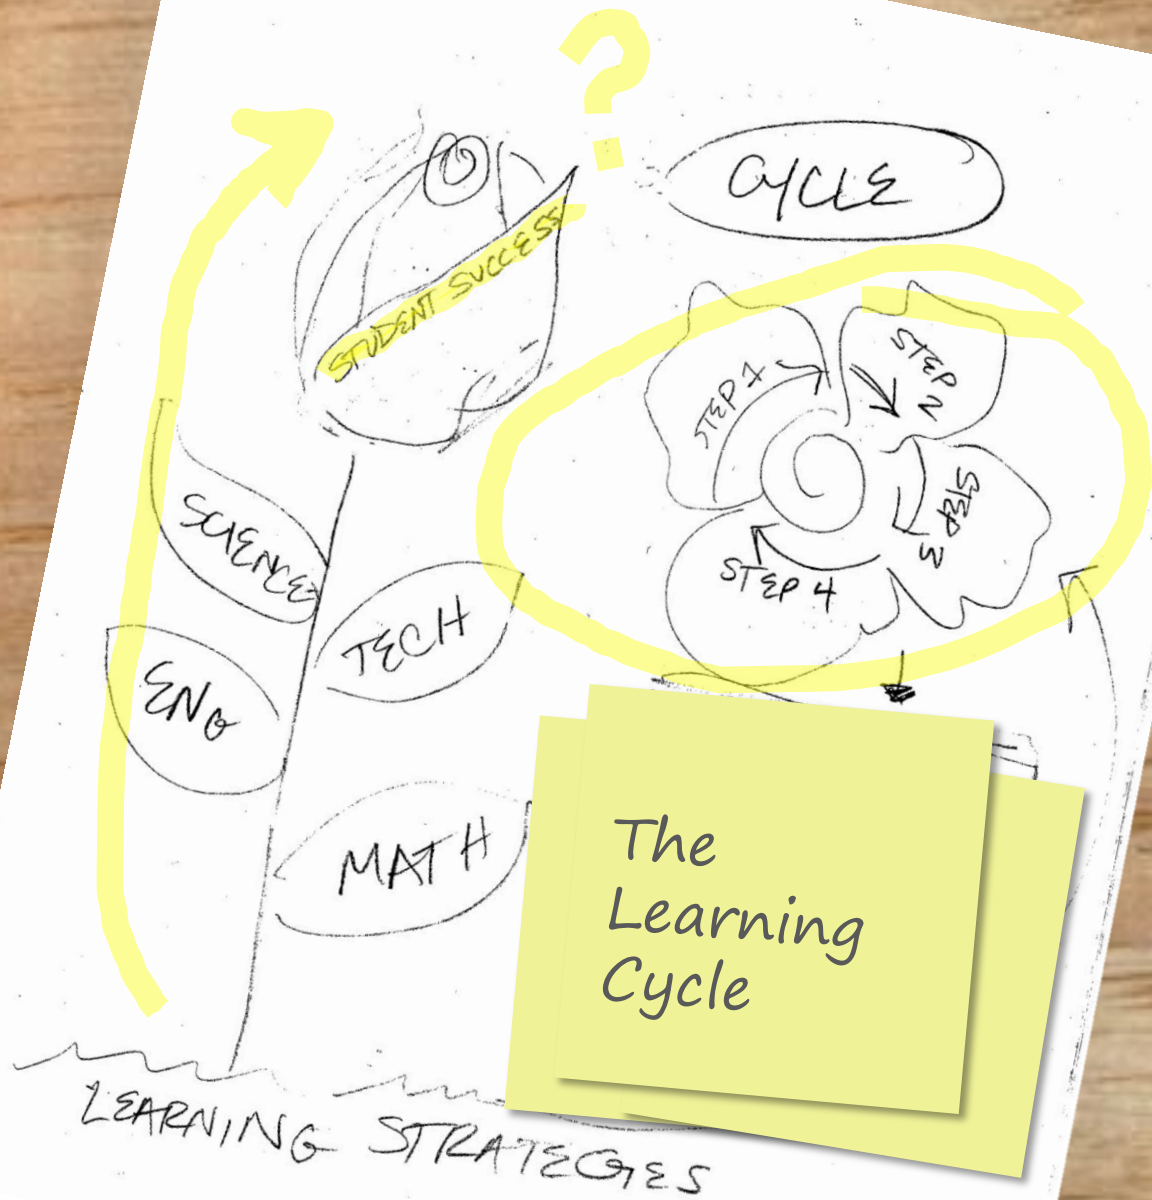 ?
CYCLE
STUDENT SUCCESS
STEP 1
STEP 2
STEP 3
STEP 4
SCIENCE
TECH
ENG
MATH
The
Learning
Cycle
LEARNING STRATEGIES